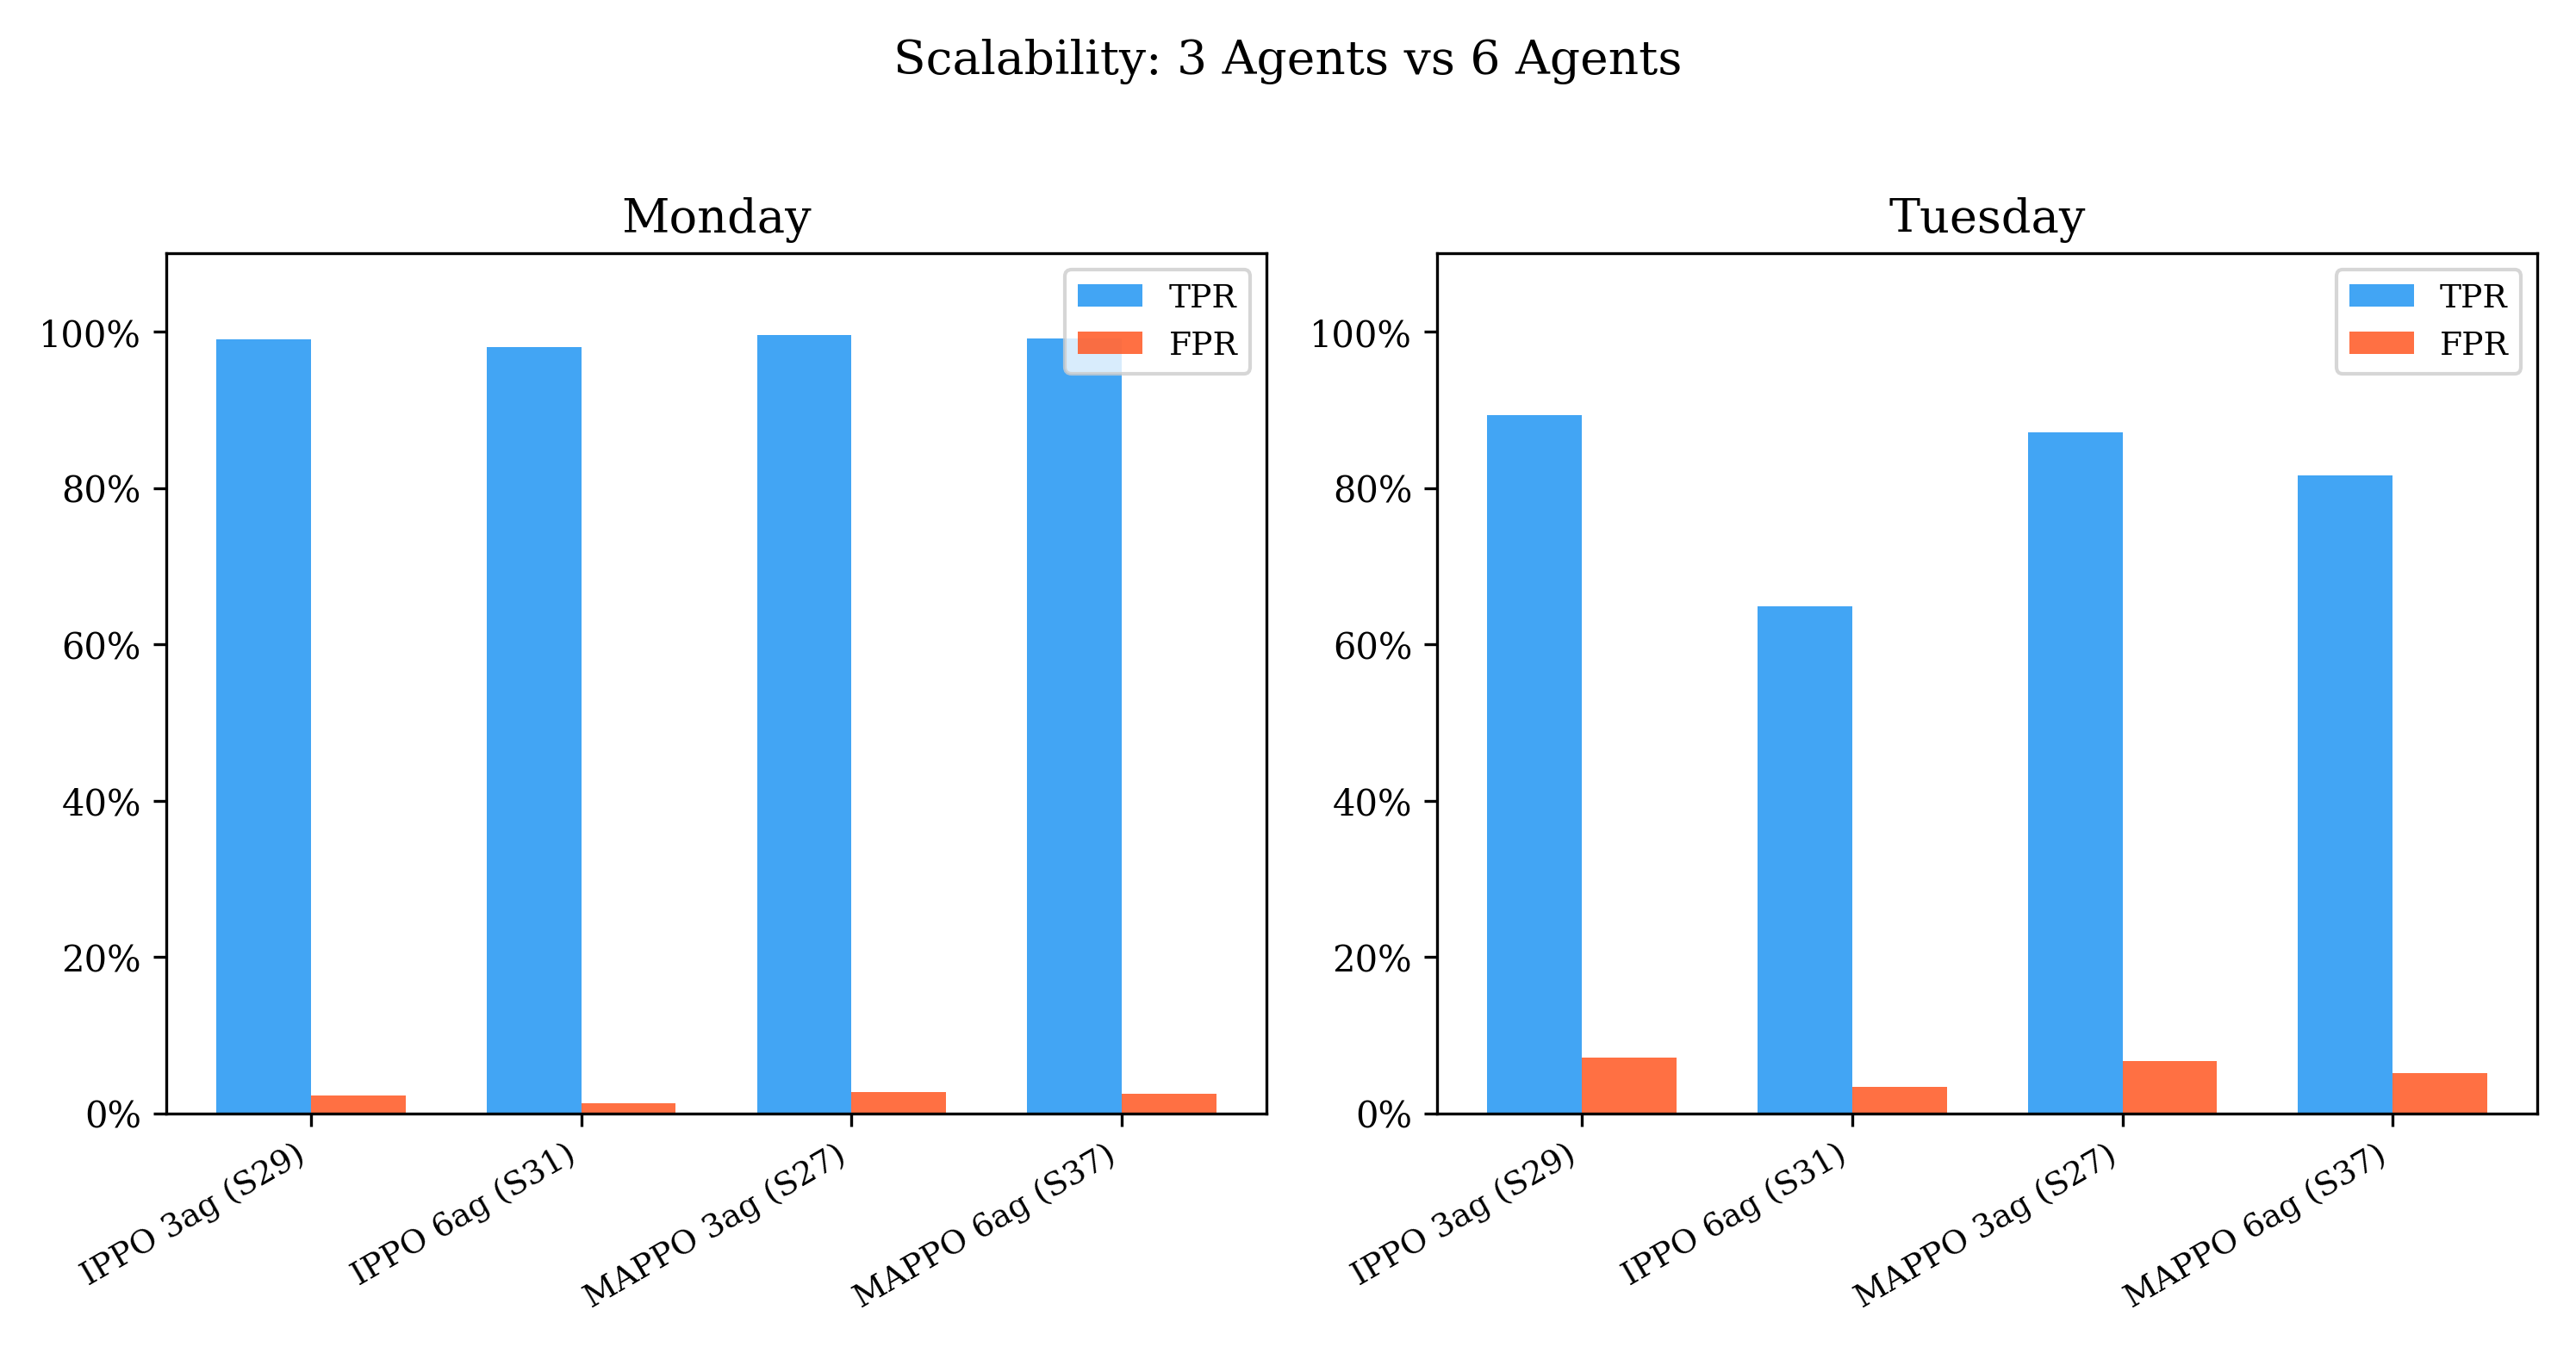 Scalability: 3 Agents vs 6 Agents
Monday
TPR
FPR
100%
80%
60%
40%
20%
0%
IPPO 3ag (S29)
IPPO 6ag (S31)
MAPPO 3ag (S27)
MAPPO 6ag (S37)
Tuesday
TPR
FPR
100%
80%
60%
40%
20%
0%
IPPO 3ag (S29)
IPPO 6ag (S31)
MAPPO 3ag (S27)
MAPPO 6ag (S37)